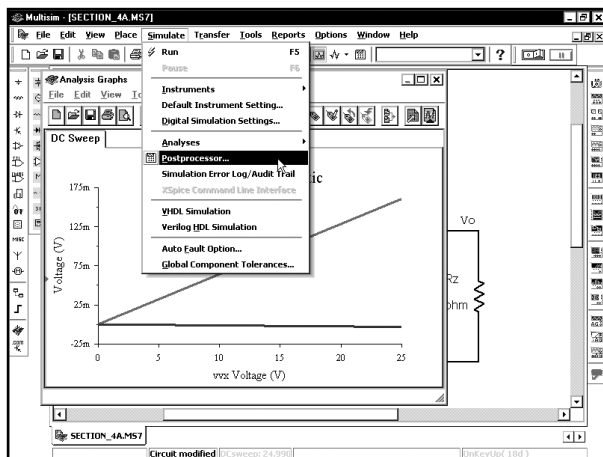 Multisim - [SECTION_4A.MS7]
File Edit View Place Simulate Transfer Tools Reports Options Window Help
Run F5
Pause F6
Instruments
Default Instrument Setting...
Digital Simulation Settings...
Analyses
Postprocessor...
Simulation Error Log/Audit Trail
XSpice Command Line Interface
VHDL Simulation
Verilog HDL Simulation
Auto Fault Option...
Global Component Tolerances...
Analysis Graphs
File Edit View
DC Sweep
175m
125m
75m
25m
-25m
Voltage (V)
0 5 10 15 20 25
vvx Voltage (V)
Vo
Rz
ohm
MISC
SECTION_4A.MS7
Circuit modified DCsweep: 24.990 OnKeyUp( 18d )